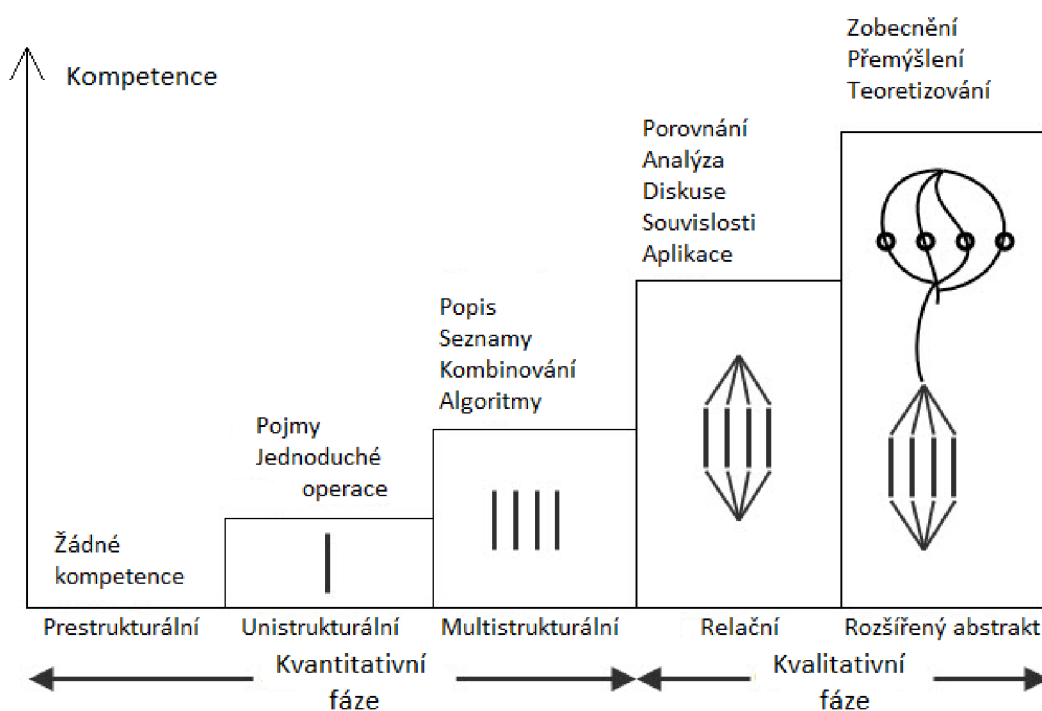 Kompetence
Žádné
kompetence
Pojmy
Jednoduché
operace
Popis
Seznamy
Kombinování
Algoritmy
Porovnání
Analýza
Diskuse
Souvislosti
Aplikace
Zobecnění
Přemýšlení
Teoretizování
Prestrukturální
Unistrukturální
Multistrukturální
Relační
Rozšířený abstrakt
Kvantitativní
fáze
Kvalitativní
fáze